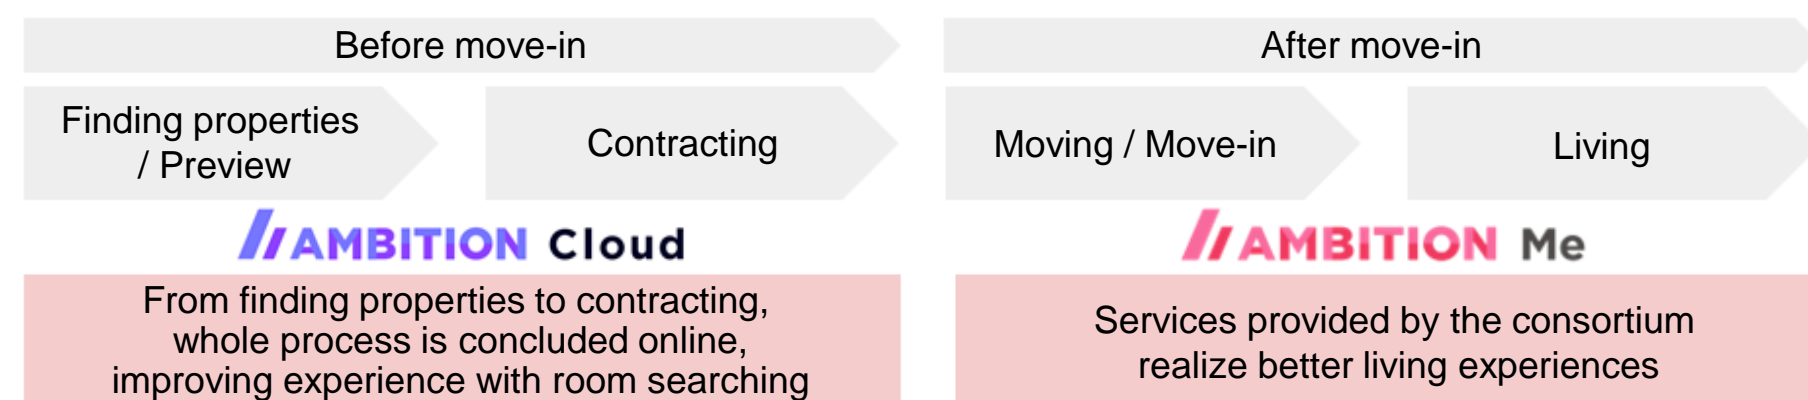 Before move-in
Finding properties
/ Preview
Contracting
AMBITION Cloud
From finding properties to contracting,
whole process is concluded online,
improving experience with room searching
After move-in
Moving / Move-in
Living
AMBITION Me
Services provided by the consortium
realize better living experiences